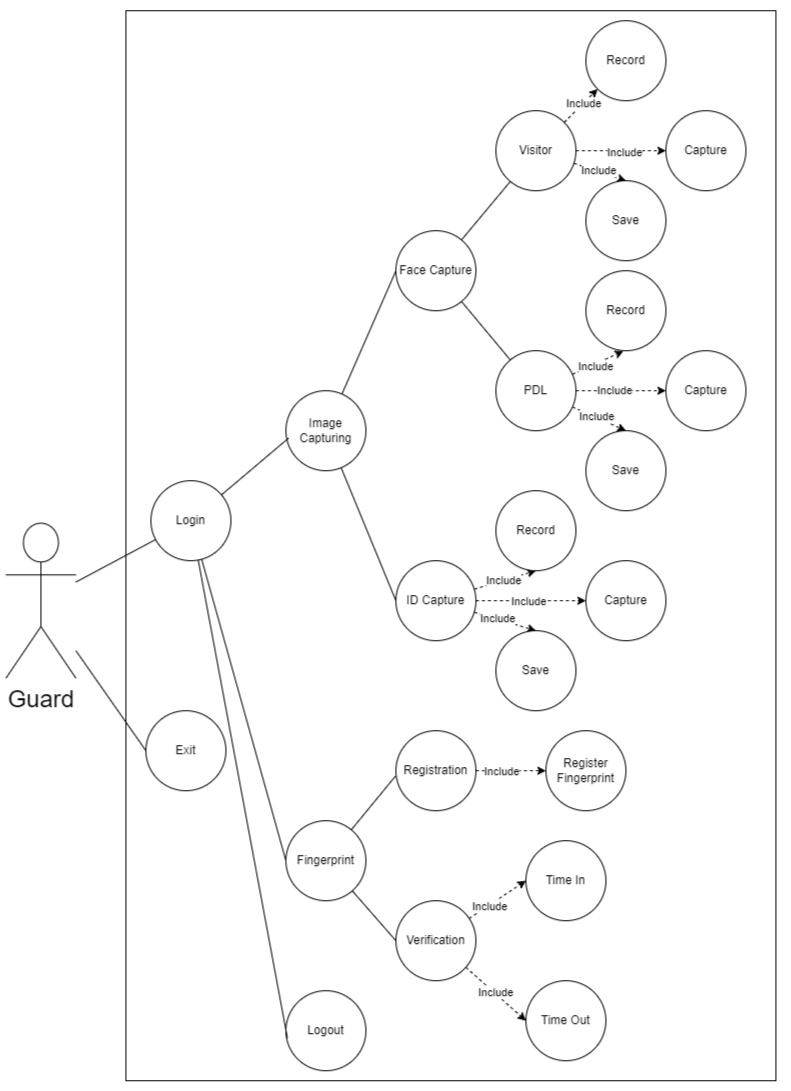 Record
Include
Visitor
Include
Capture
Include
Save
Face Capture
Record
Include
PDL
Include
Capture
Include
Save
Image
Capturing
Login
Record
Include
ID Capture
Include
Capture
Include
Save
Guard
Exit
Registration
Include
Register
Fingerprint
Fingerprint
Time In
Include
Verification
Include
Time Out
Logout